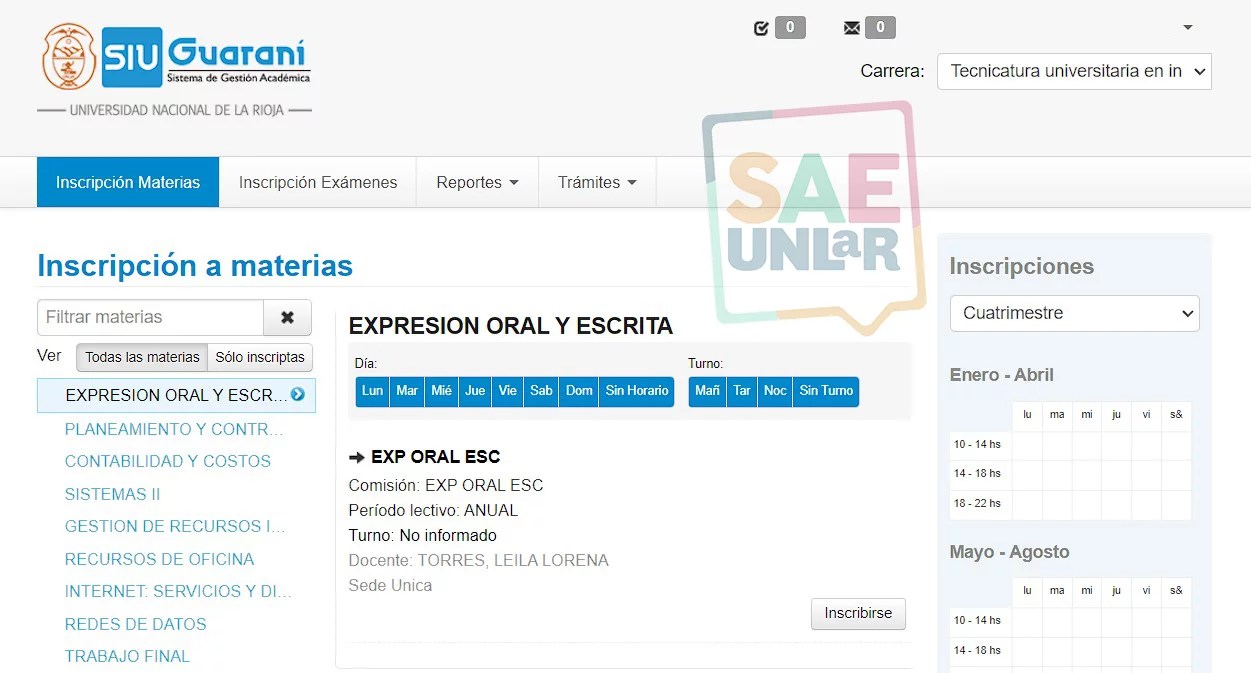 SIU Guaraní
Sistema de Gestión Académica
UNIVERSIDAD NACIONAL DE LA RIOJA
0
0
Carrera:
Tecnicatura universitaria en in
Inscripción Materias
Inscripción Exámenes
Reportes
Trámites
SAE
UNLaR
Inscripción a materias
Filtrar materias
Ver
Todas las materias
Sólo inscriptas
EXPRESION ORAL Y ESCR...
PLANEAMIENTO Y CONTR...
CONTABILIDAD Y COSTOS
SISTEMAS II
GESTION DE RECURSOS I...
RECURSOS DE OFICINA
INTERNET: SERVICIOS Y DI...
REDES DE DATOS
TRABAJO FINAL
EXPRESION ORAL Y ESCRITA
Día:
Lun Mar Mié Jue Vie Sab Dom Sin Horario
Turno:
Mañ Tar Noc Sin Turno
EXP ORAL ESC
Comisión: EXP ORAL ESC
Período lectivo: ANUAL
Turno: No informado
Docente: TORRES, LEILA LORENA
Sede Unica
Inscribirse
Inscripciones
Cuatrimestre
Enero - Abril
lu ma mi ju vi s&
10 - 14 hs
14 - 18 hs
18 - 22 hs
Mayo - Agosto
lu ma mi ju vi s&
10 - 14 hs
14 - 18 hs